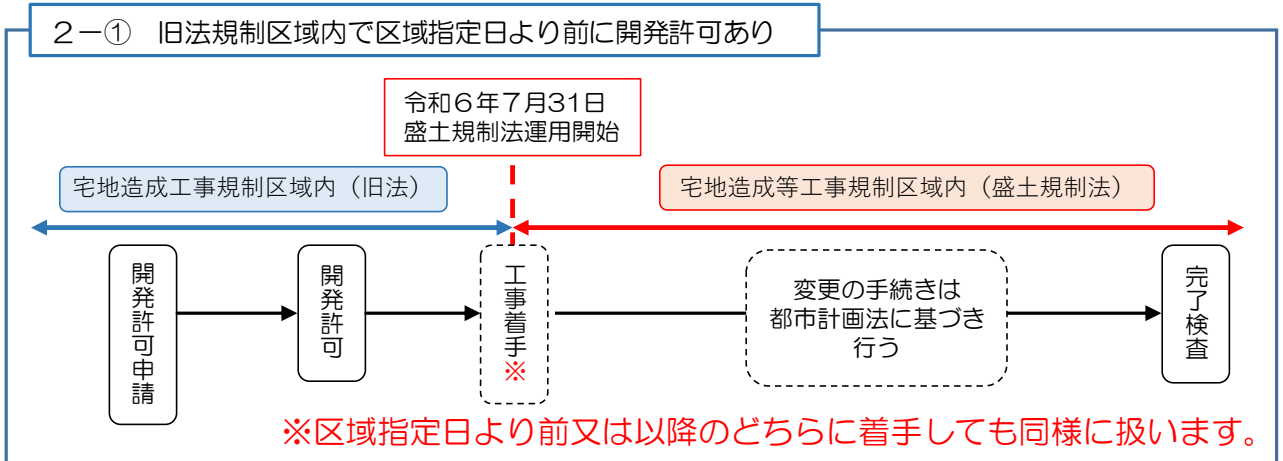 ２－① 旧法規制区域内で区域指定日より前に開発許可あり
令和６年７月31日
盛土規制法運用開始
宅地造成工事規制区域内（旧法）
宅地造成等工事規制区域内（盛土規制法）
開発許可申請
開発許可
工事着手※
変更の手続きは
都市計画法に基づき
行う
完了検査
※区域指定日より前又は以降のどちらに着手しても同様に扱います。